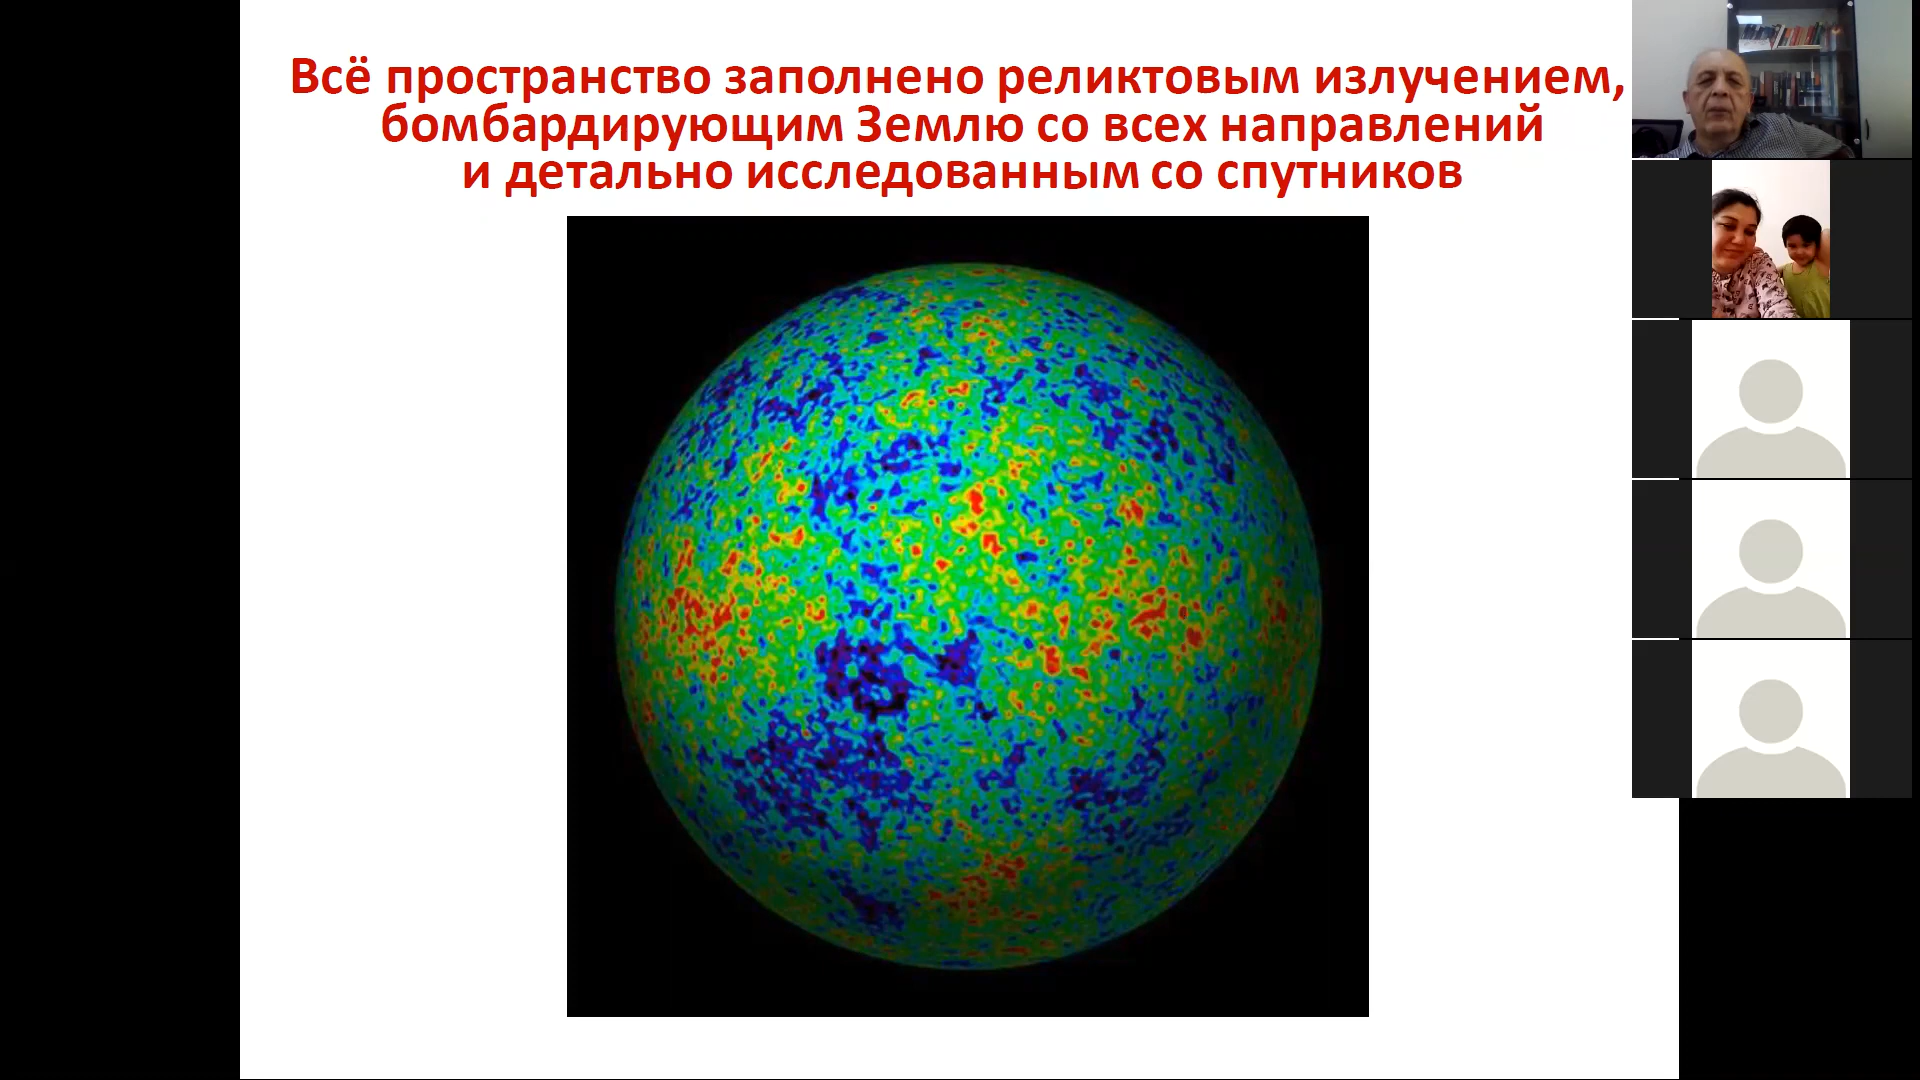 Всё пространство заполнено реликтовым излучением,
бомбардирующим Землю со всех направлений
и детально исследованным со спутников